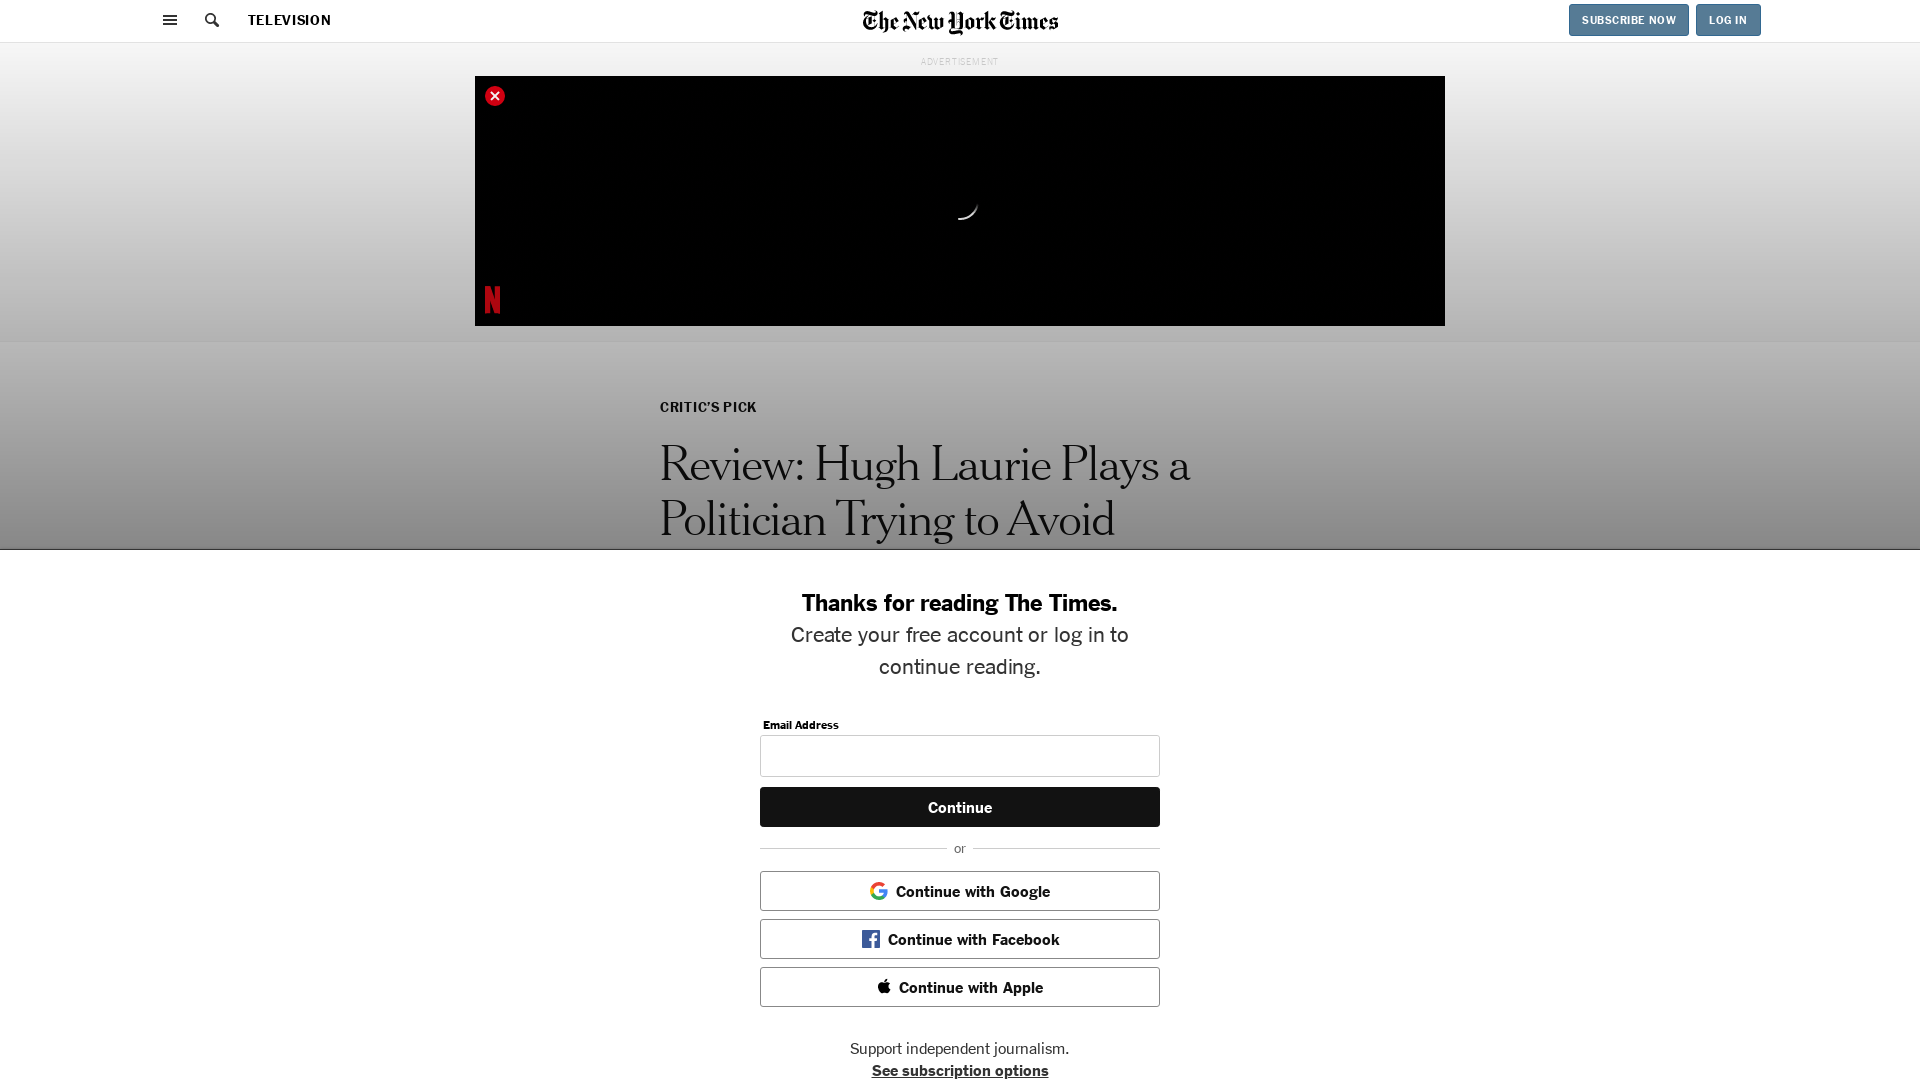 TELEVISION
The New York Times
SUBSCRIBE NOW
LOG IN
ADVERTISEMENT
N
CRITIC’S PICK
Review: Hugh Laurie Plays a
Politician Trying to Avoid
Thanks for reading The Times.
Create your free account or log in to
continue reading.
Email Address
Continue
or
Continue with Google
Continue with Facebook
Continue with Apple
Support independent journalism.
See subscription options